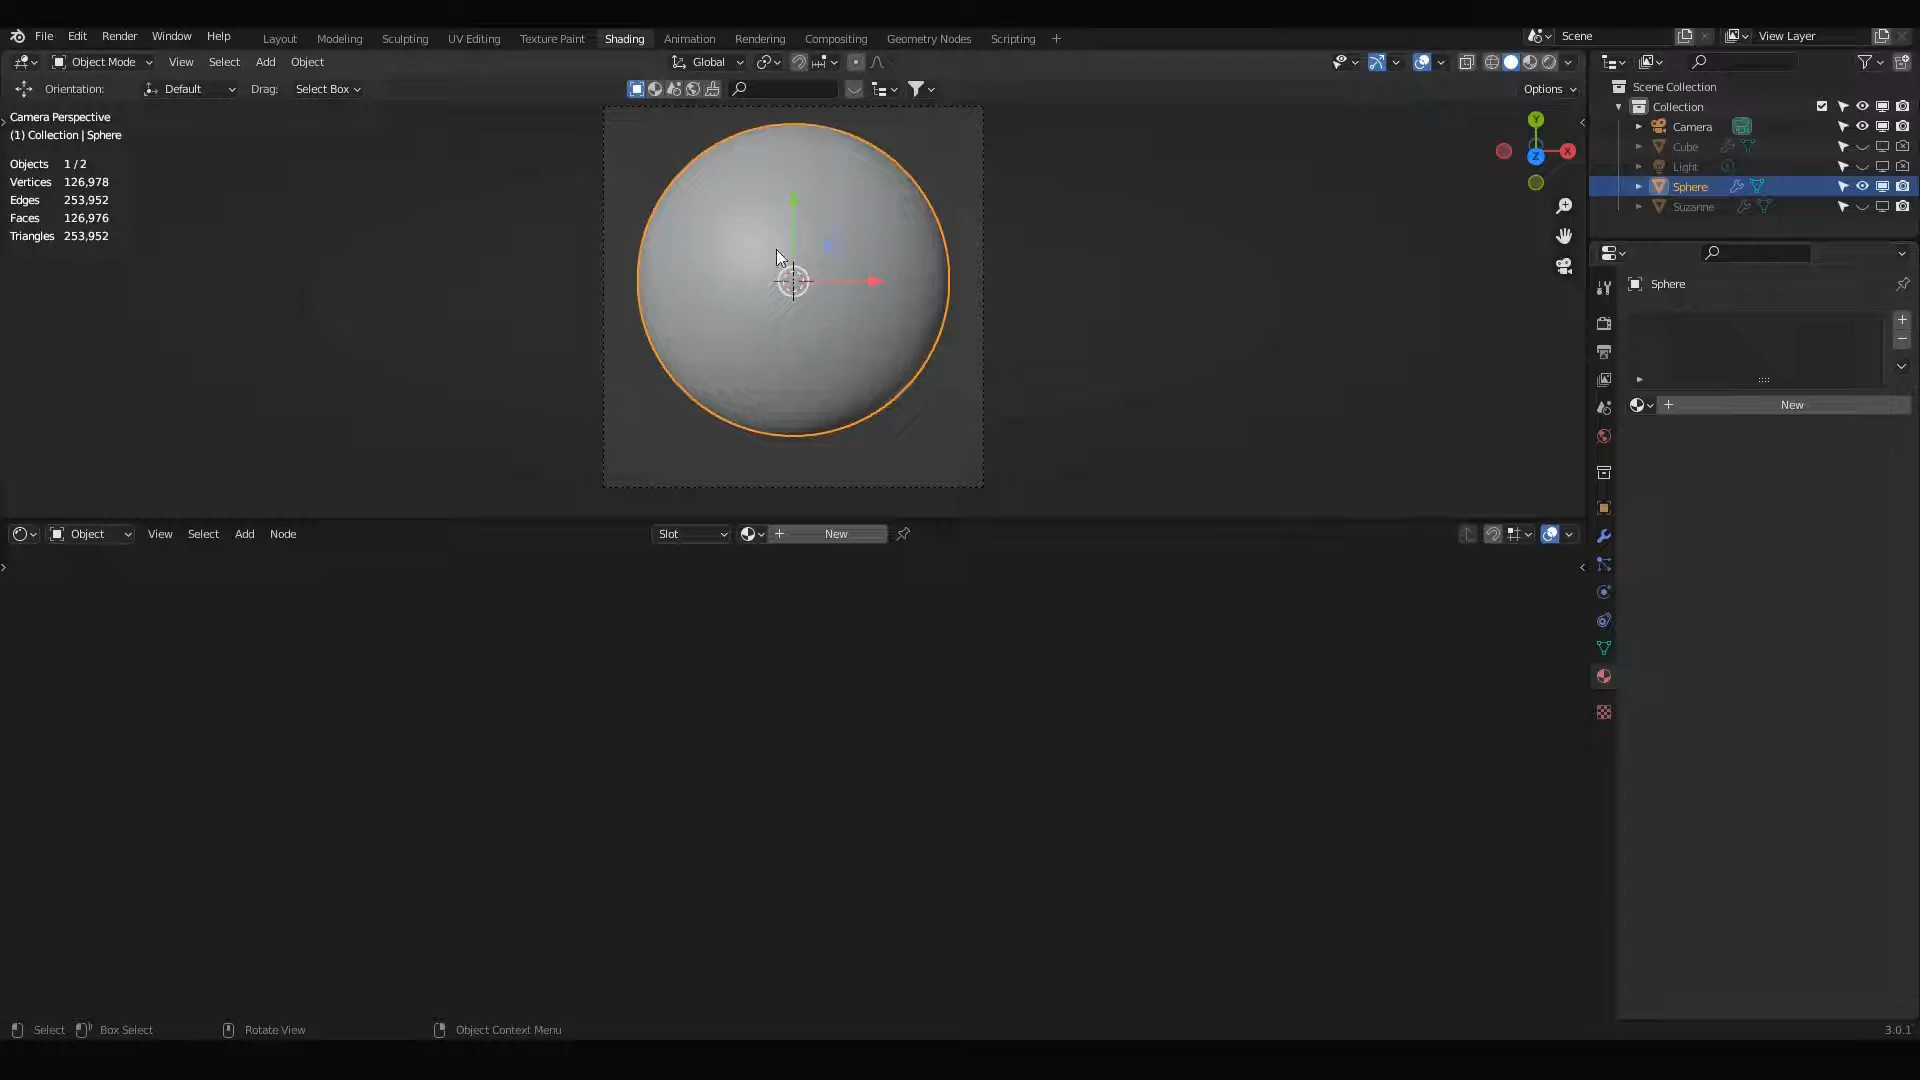 File Edit Render Window Help
Layout Modeling Sculpting UV Editing Texture Paint Shading Animation Rendering Compositing Geometry Nodes Scripting +
Scene
View Layer
Object Mode View Select Add Object
Global
Orientation: Default Drag: Select Box
Options
Camera Perspective
(1) Collection | Sphere
Objects 1 / 2
Vertices 126,978
Edges 253,952
Faces 126,976
Triangles 253,952
Y
X
Z
Scene Collection
Collection
Camera
Cube
Light
Sphere
Suzanne
Sphere
+ New
Object View Select Add Node
Slot
+ New
Select Box Select Rotate View Object Context Menu
3.0.1